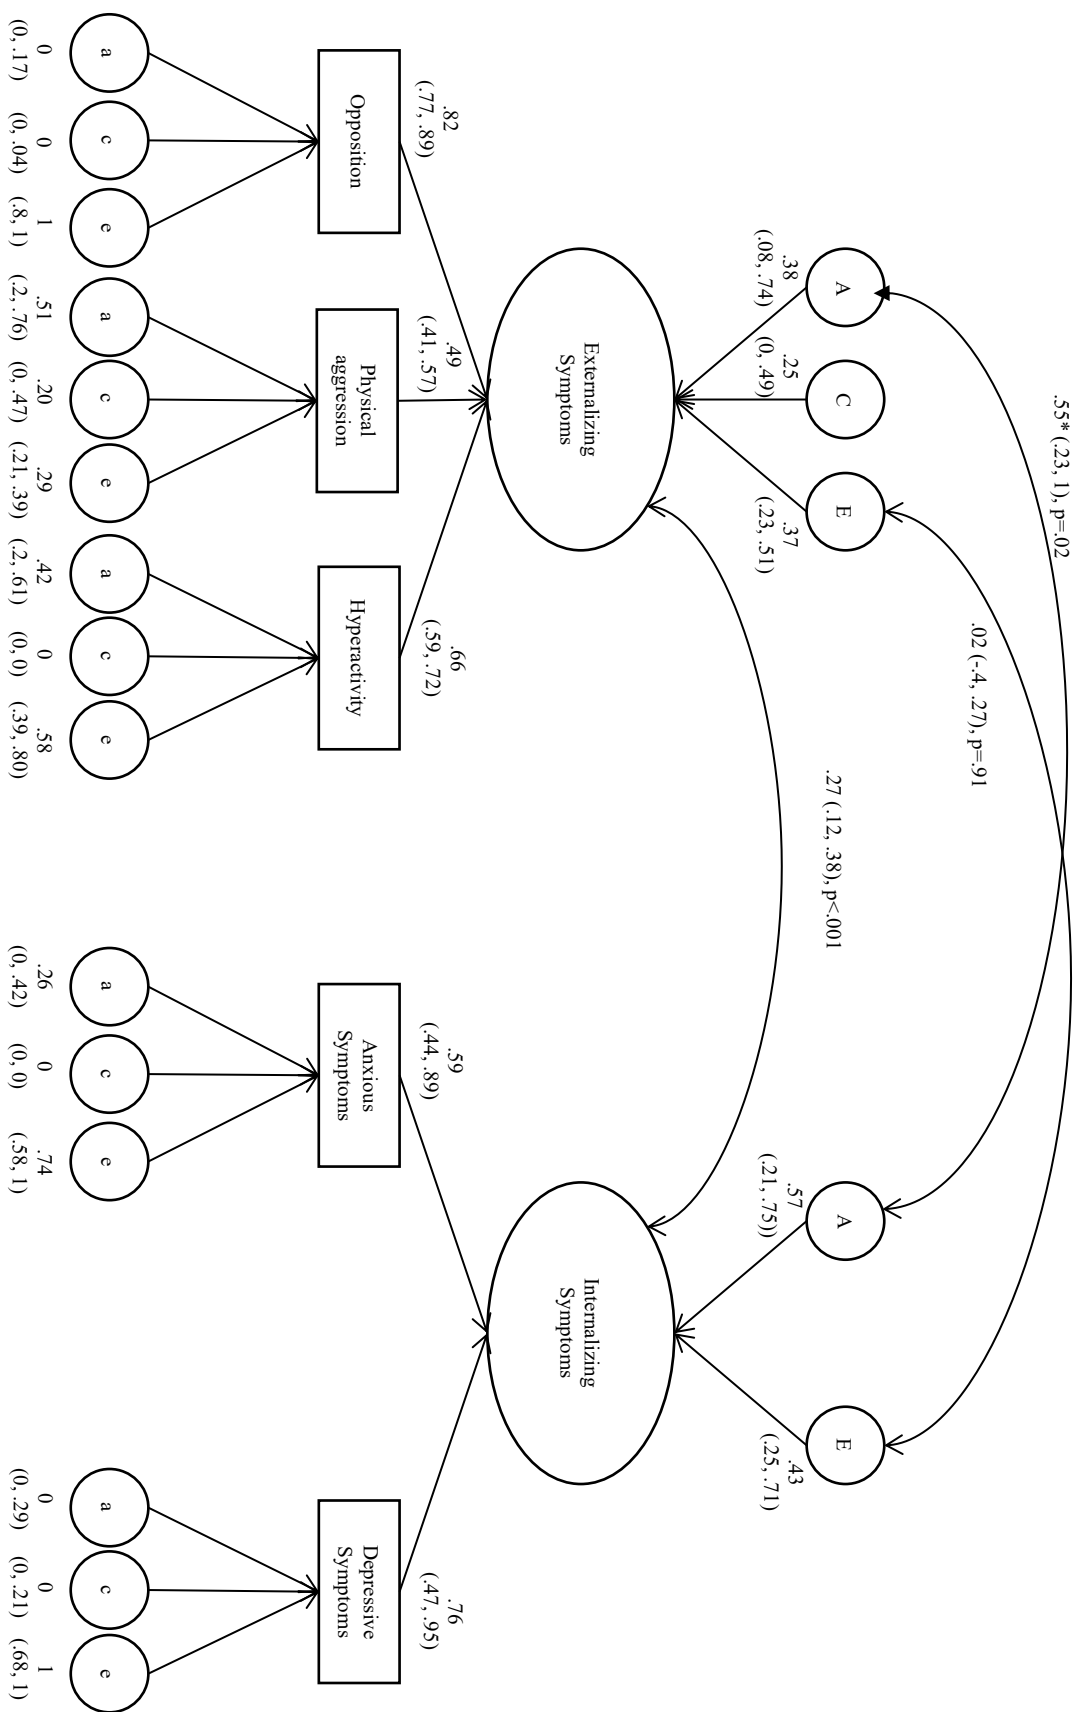 .55* (.23, 1), p=.02
.02 (-.4, .27), p=.91
A
C
E
A
E
.27 (.12, .38), p<.001
.38
(.08, .74)
.25
(0, .49)
.37
(.23, .51)
.57
(.21, .75))
.43
(.25, .71)
Externalizing
Symptoms
Internalizing
Symptoms
.82
(.77, .89)
.49
(.41, .57)
.66
(.59, .72)
.59
(.44, .89)
.76
(.47, .95)
Opposition
Physical
aggression
Hyperactivity
Anxious
Symptoms
Depressive
Symptoms
a
c
e
a
c
e
a
c
e
a
c
e
a
c
e
0
(0, .17)
0
(0, .04)
1
(.8, 1)
.51
(.2, .76)
.20
(0, .47)
.29
(.21, .39)
.42
(.2, .61)
0
(0, 0)
.58
(.39, .80)
.26
(0, .42)
0
(0, 0)
.74
(.58, 1)
0
(0, .29)
0
(0, .21)
1
(.68, 1)